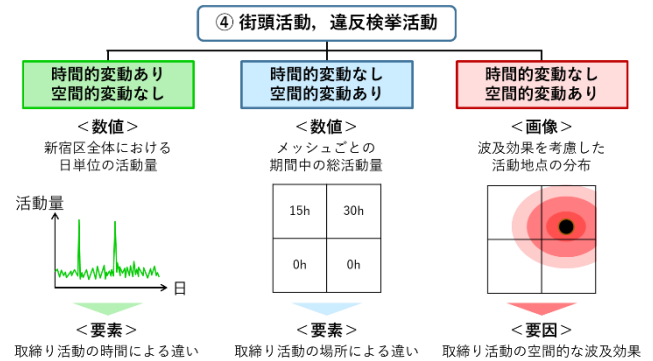 ④ 街頭活動，違反検挙活動
時間的変動あり
空間的変動なし
＜数値＞
新宿区全体における
日単位の活動量
活動量
日
＜要素＞
取締り活動の時間による違い
時間的変動なし
空間的変動あり
＜数値＞
メッシュごとの
期間中の総活動量
15h 30h
0h 0h
＜要素＞
取締り活動の場所による違い
時間的変動なし
空間的変動あり
＜画像＞
波及効果を考慮した
活動地点の分布
＜要因＞
取締り活動の空間的な波及効果